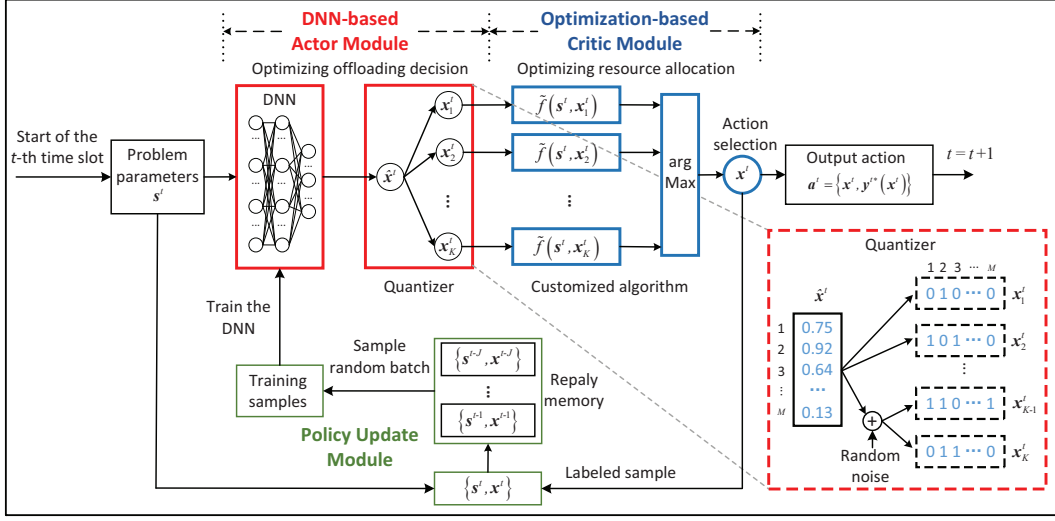 DNN-based
Actor Module
Optimization-based
Critic Module
Optimizing offloading decision
Optimizing resource allocation
Start of the
t-th time slot
Problem
parameters
s^t
DNN
...
...
...
...
...
...
...
x̂^t
x_1^t
x_2^t
⋮
x_K^t
Quantizer
f̃(s^t, x_1^t)
f̃(s^t, x_2^t)
⋮
f̃(s^t, x_K^t)
Customized algorithm
arg
Max
Action
selection
x^t
Output action
a^t = {x^t, y^{t*}(x^t)}
t = t+1
Train the
DNN
Training
samples
Sample
random batch
{s^{t-J}, x^{t-J}}
⋮
{s^{t-1}, x^{t-1}}
Repaly
memory
Policy Update
Module
{s^t, x^t}
Labeled sample
Quantizer
1 2 3 ... M
x̂^t
1 0.75
2 0.92
3 0.64
⋮ ...
M 0.13
0 1 0 ... 0 x_1^t
1 0 1 ... 0 x_2^t
⋮
1 1 0 ... 1 x_{K-1}^t
0 1 1 ... 0 x_K^t
+
Random
noise